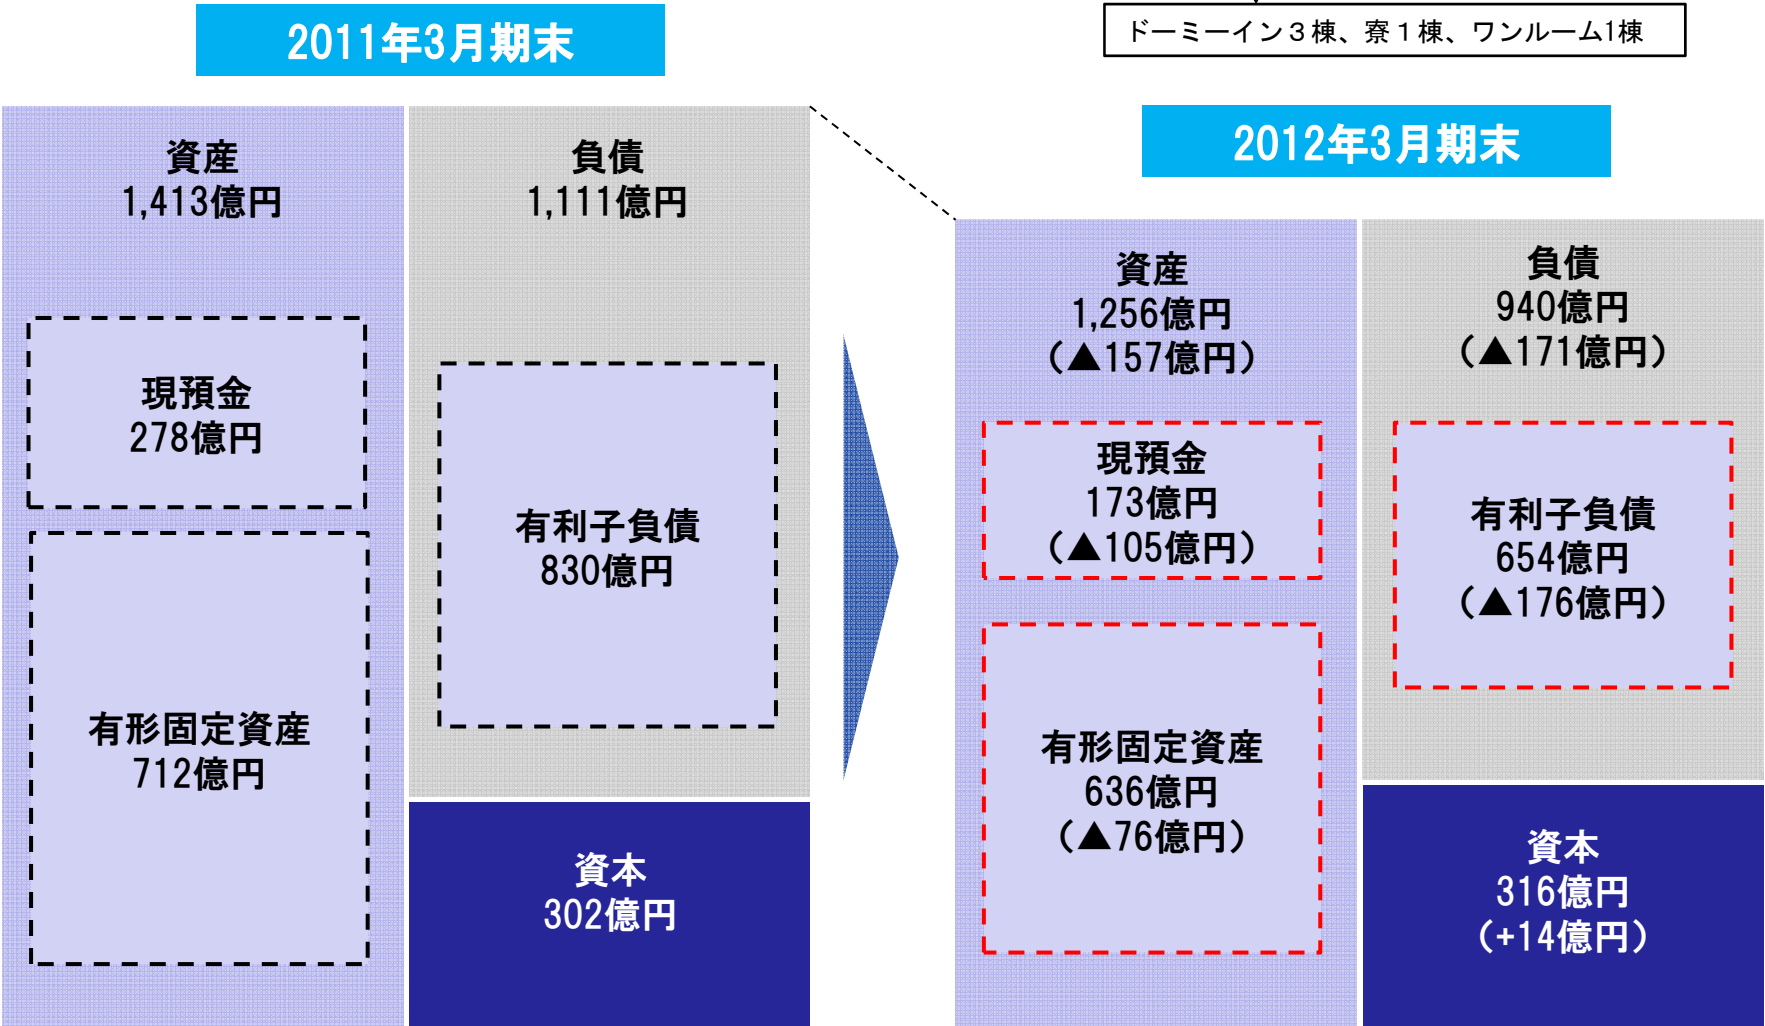 ドーミーイン３棟、寮１棟、ワンルーム1棟
2011年3月期末
資産
1,413億円
現預金
278億円
有形固定資産
712億円
負債
1,111億円
有利子負債
830億円
資本
302億円
2012年3月期末
資産
1,256億円
（▲157億円）
現預金
173億円
（▲105億円）
有形固定資産
636億円
（▲76億円）
負債
940億円
（▲171億円）
有利子負債
654億円
（▲176億円）
資本
316億円
（+14億円）